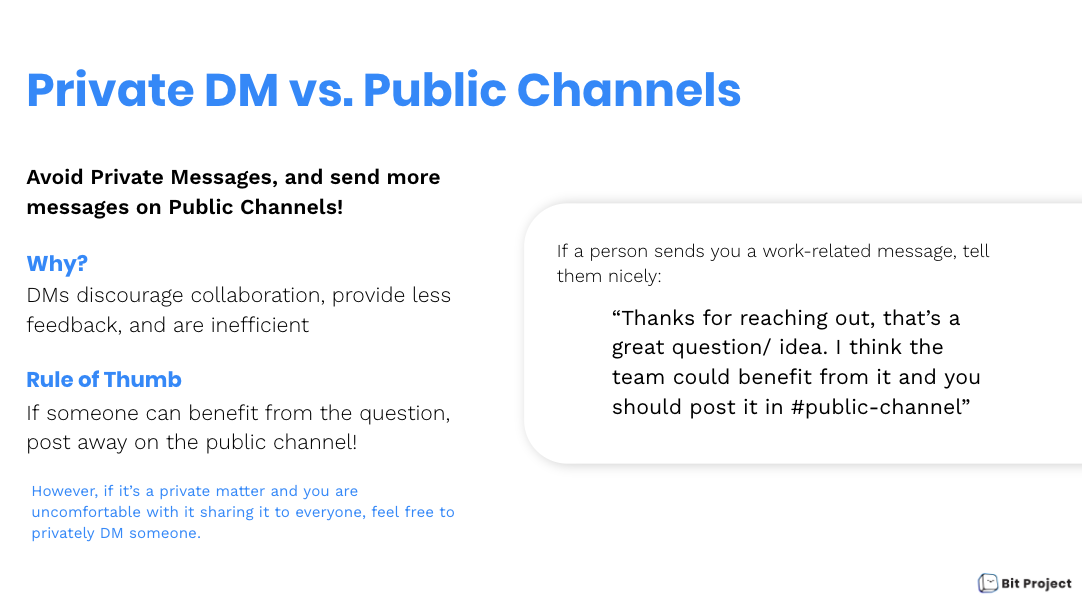 Private DM vs. Public Channels
Avoid Private Messages, and send more
messages on Public Channels!
Why?
DMs discourage collaboration, provide less
feedback, and are inefficient
Rule of Thumb
If someone can benefit from the question,
post away on the public channel!
However, if it’s a private matter and you are
uncomfortable with it sharing it to everyone, feel free to
privately DM someone.
If a person sends you a work-related message, tell
them nicely:
“Thanks for reaching out, that’s a
great question/ idea. I think the
team could benefit from it and you
should post it in #public-channel”
Bit Project